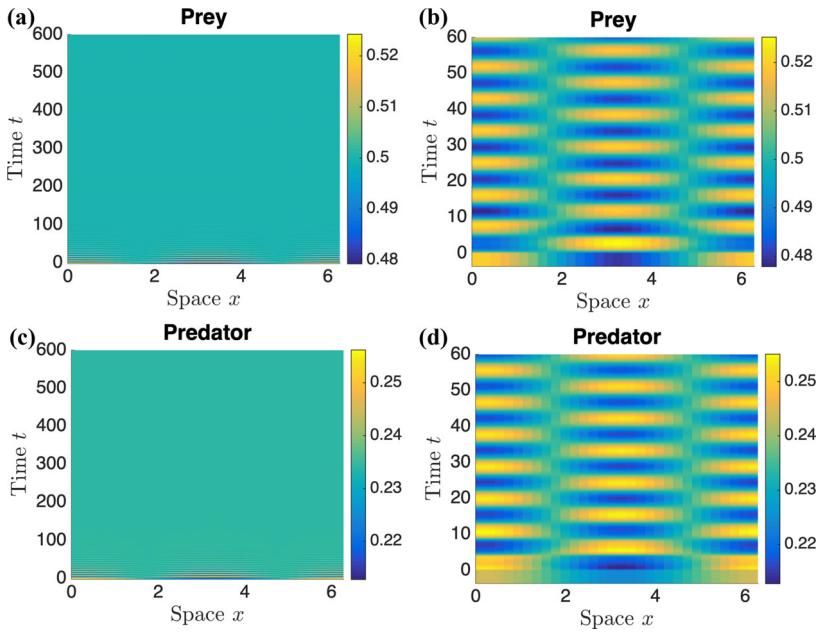 (a) Prey
600
500
400
300
200
100
0
Time t
0 2 4 6
Space x
0.52
0.51
0.5
0.49
0.48
(b) Prey
60
50
40
30
20
10
0
Time t
0 2 4 6
Space x
0.52
0.51
0.5
0.49
0.48
(c) Predator
600
500
400
300
200
100
0
Time t
0 2 4 6
Space x
0.25
0.24
0.23
0.22
(d) Predator
60
50
40
30
20
10
0
Time t
0 2 4 6
Space x
0.25
0.24
0.23
0.22